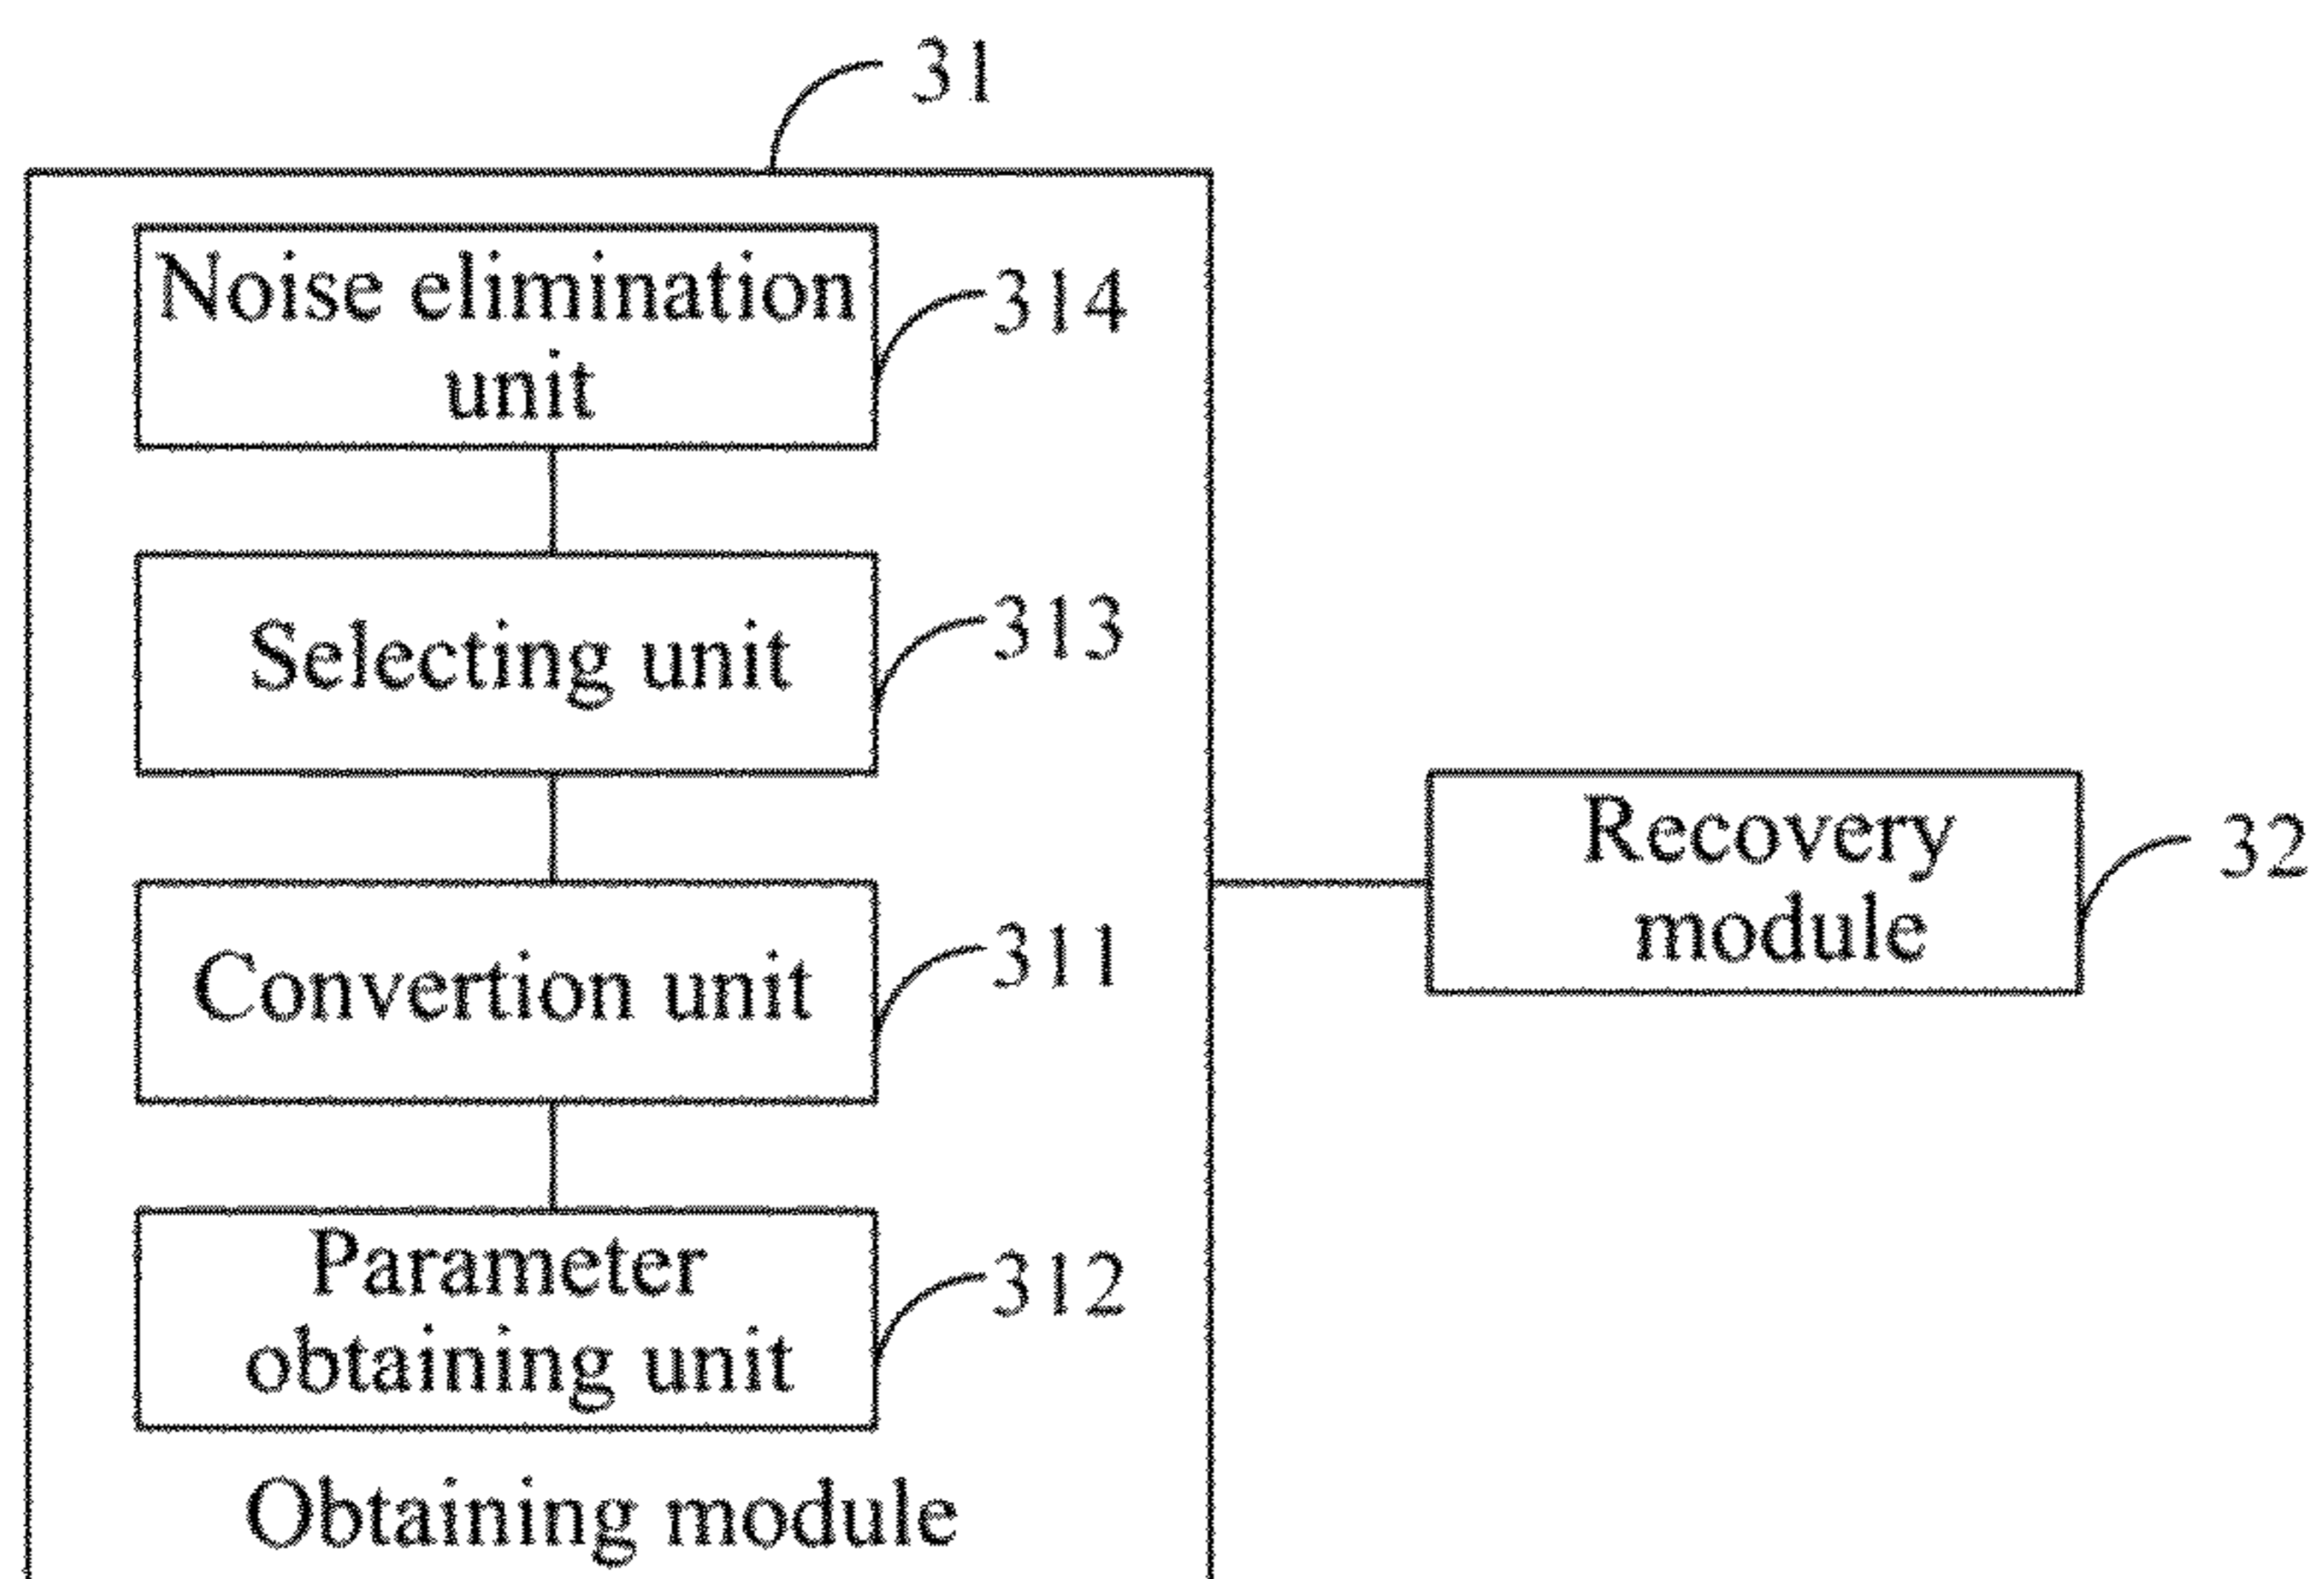 31
Noise elimination
unit
314
Selecting unit
313
Convertion unit
311
Parameter
obtaining unit
312
Obtaining module
Recovery
module
32